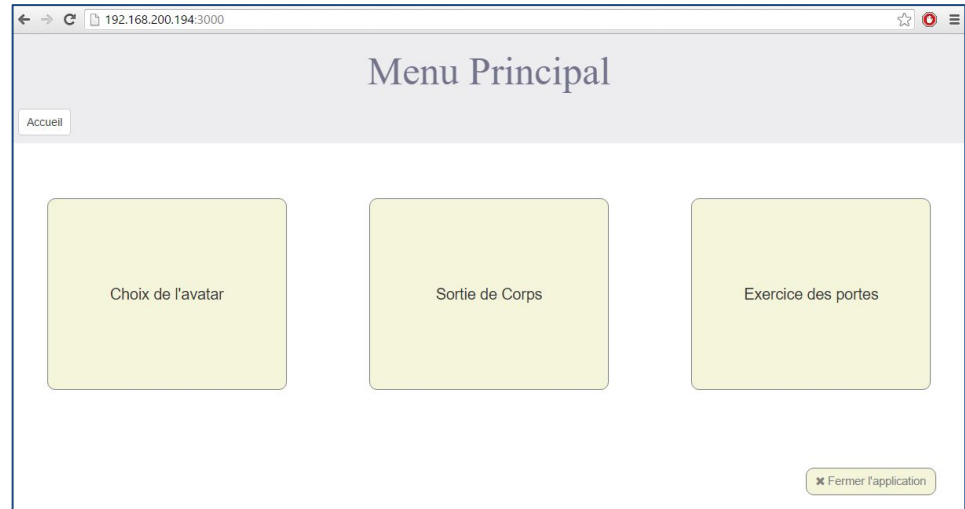 192.168.200.194:3000
Menu Principal
Accueil
Choix de l'avatar
Sortie de Corps
Exercice des portes
✖ Fermer l'application